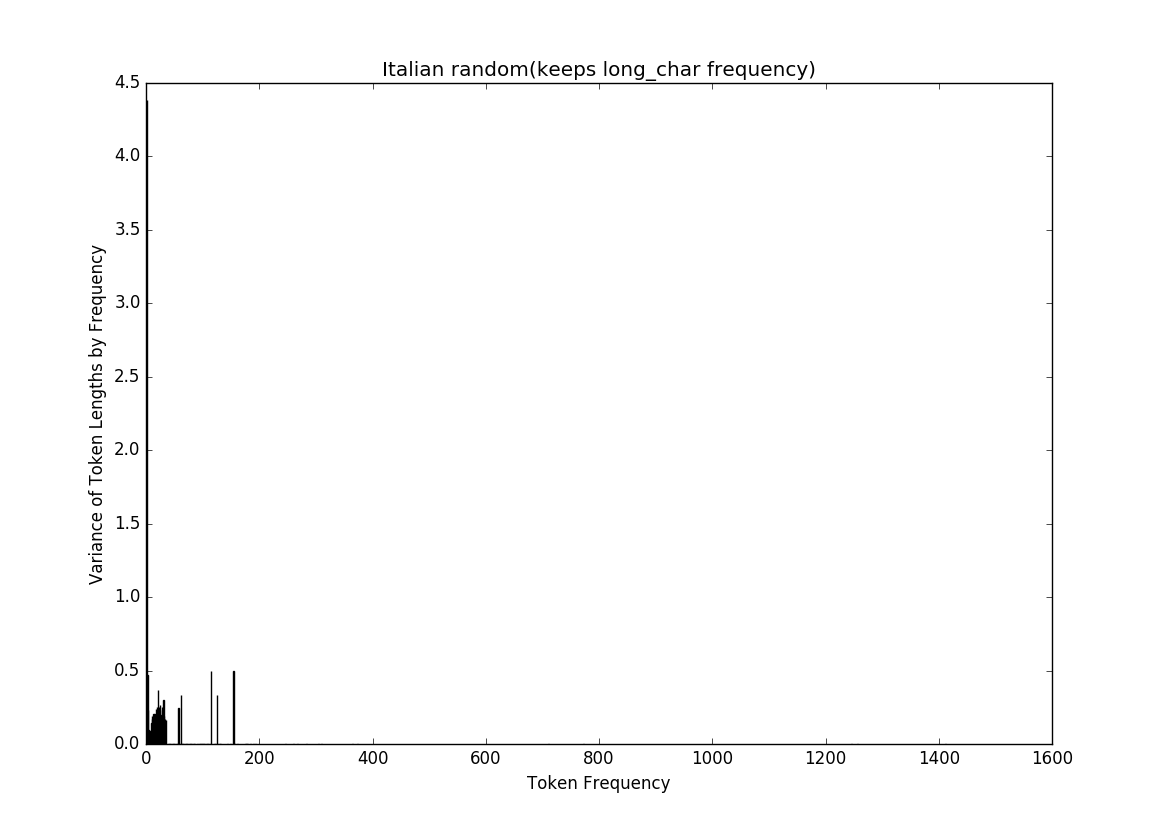 Italian random(keeps long_char frequency)
4.5
4.0
3.5
3.0
2.5
2.0
1.5
1.0
0.5
0.0
Variance of Token Lengths by Frequency
0 200 400 600 800 1000 1200 1400 1600
Token Frequency